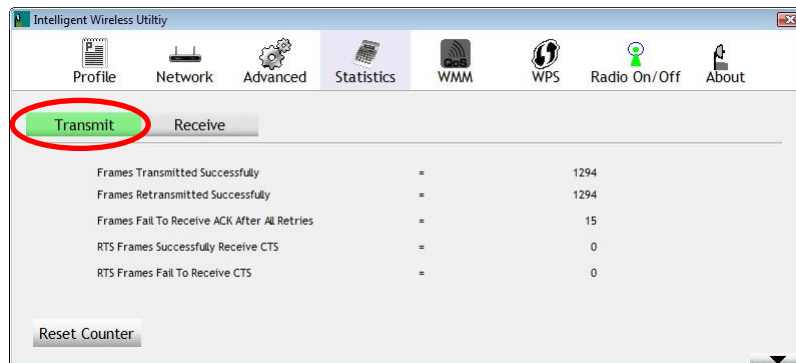 Intelligent Wireless Utiltiy
Profile Network Advanced Statistics QoS WMM WPS Radio On/Off About
Transmit Receive
Frames Transmitted Successfully = 1294
Frames Retransmitted Successfully = 1294
Frames Fail To Receive ACK After All Retries = 15
RTS Frames Successfully Receive CTS = 0
RTS Frames Fail To Receive CTS = 0
Reset Counter